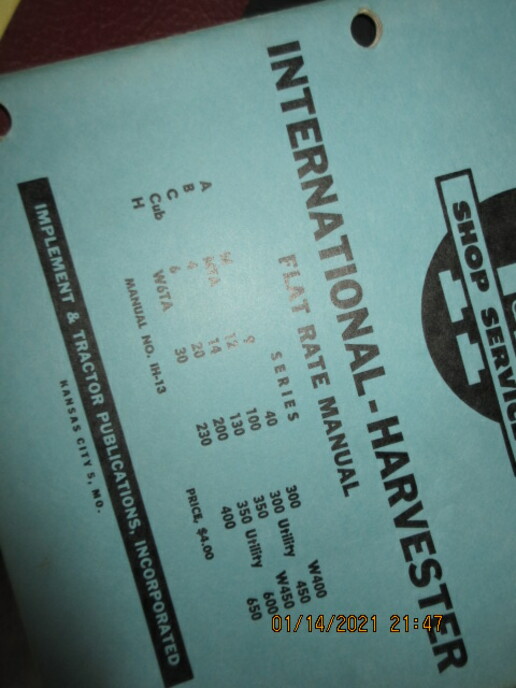 SHOP SERVICE
INTERNATIONAL-HARVESTER
FLAT RATE MANUAL
SERIES
A M 9 40 300 W400
B MTA 12 100 300 Utility 450
C 4 14 130 350 W450
Cub 6 20 200 350 Utility 600
H W6TA 30 230 400 650
MANUAL NO. IH-13 PRICE, $4.00
IMPLEMENT & TRACTOR PUBLICATIONS, INCORPORATED
KANSAS CITY 5, MO.
01/14/2021 21:47